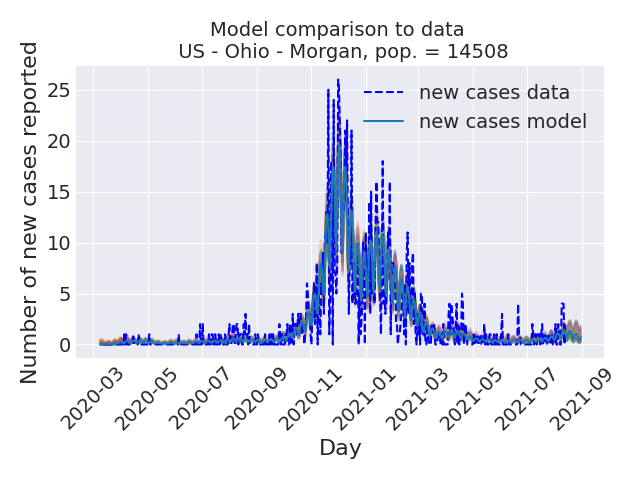 Model comparison to data
US - Ohio - Morgan, pop. = 14508
Number of new cases reported
25
20
15
10
5
0
new cases data
new cases model
2020-03
2020-05
2020-07
2020-09
2020-11
2021-01
2021-03
2021-05
2021-07
2021-09
Day